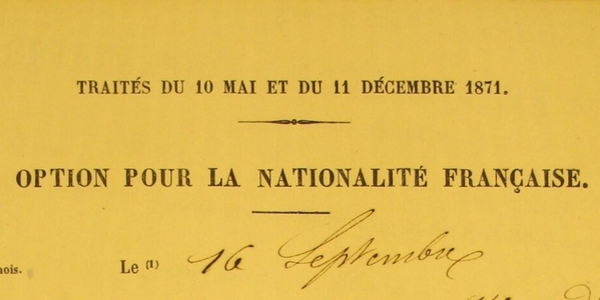 TRAITÉS DU 10 MAI ET DU 11 DÉCEMBRE 1871.
OPTION POUR LA NATIONALITÉ FRANÇAISE.
mois. Le (1) 16 Septembre